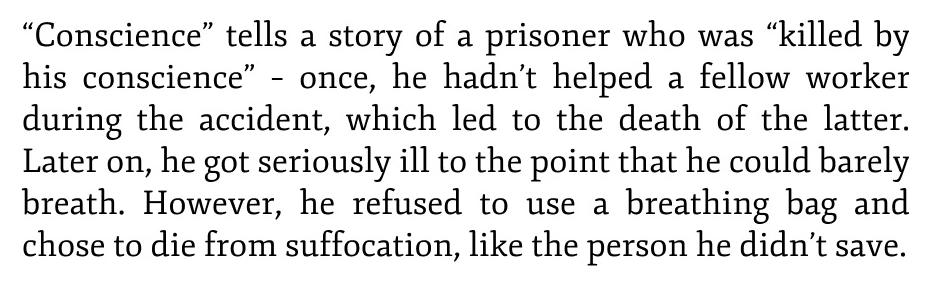 “Conscience” tells a story of a prisoner who was “killed by
his conscience” – once, he hadn’t helped a fellow worker
during the accident, which led to the death of the latter.
Later on, he got seriously ill to the point that he could barely
breath. However, he refused to use a breathing bag and
chose to die from suffocation, like the person he didn’t save.